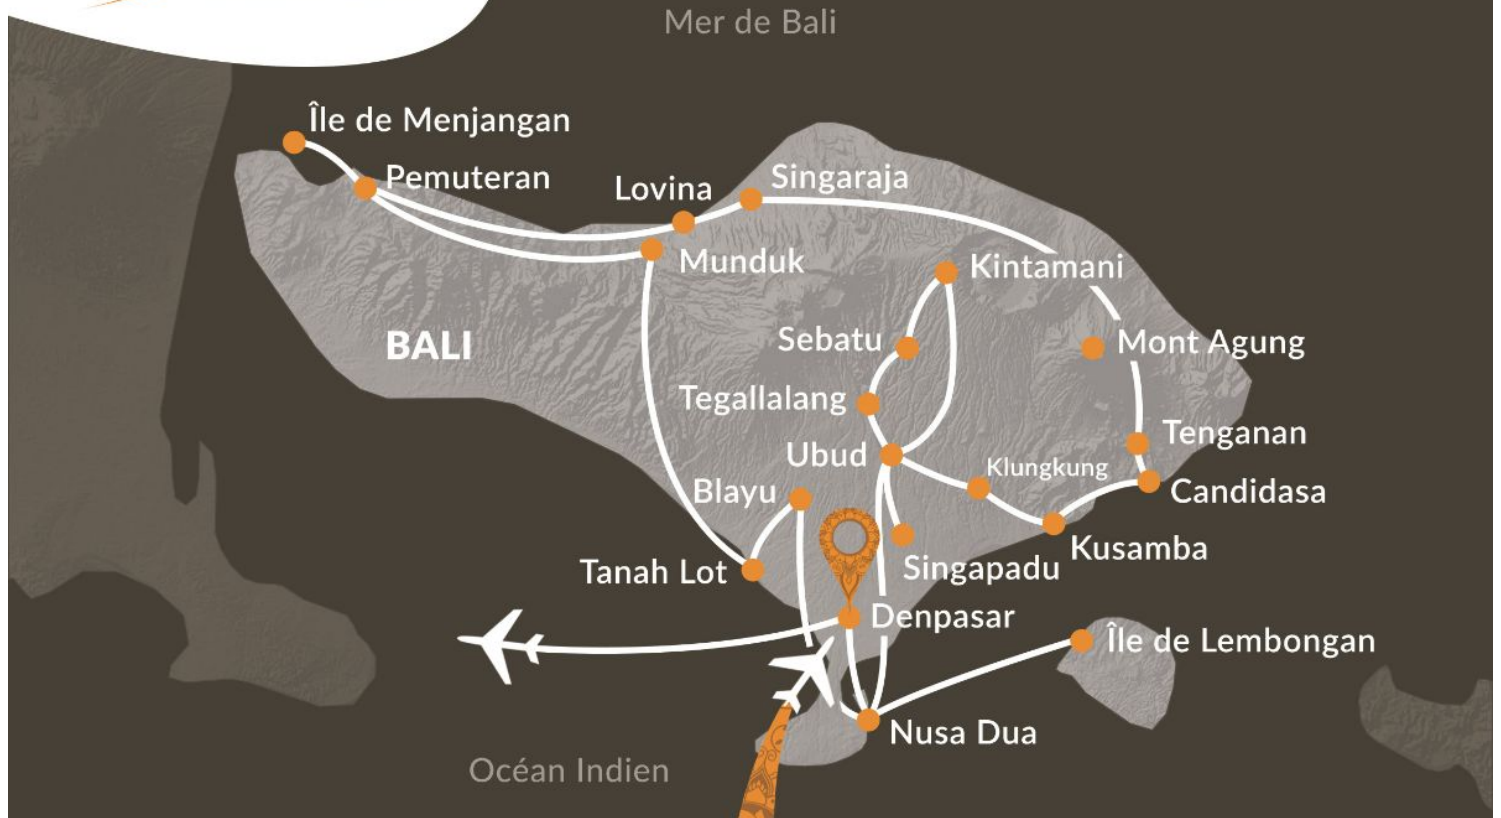 Mer de Bali
Île de Menjangan
Pemuteran
Lovina
Singaraja
Munduk
Kintamani
BALI
Sebatu
Mont Agung
Tegallalang
Tenganan
Ubud
Klungkung
Blayu
Candidasa
Kusamba
Tanah Lot
Singapadu
Denpasar
Île de Lembongan
Nusa Dua
Océan Indien